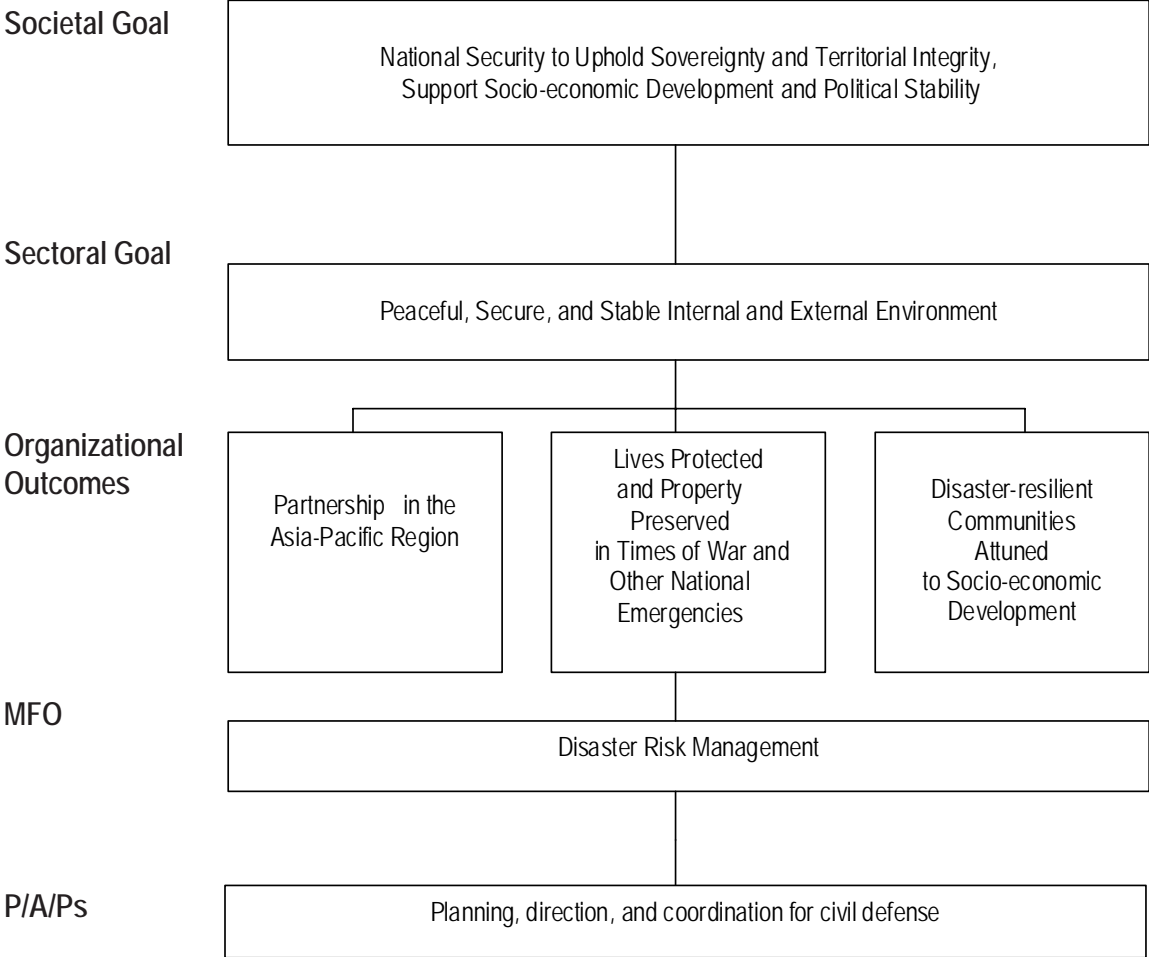 Societal Goal
National Security to Uphold Sovereignty and Territorial Integrity,
Support Socio-economic Development and Political Stability
Sectoral Goal
Peaceful, Secure, and Stable Internal and External Environment
Organizational
Outcomes
Partnership in the
Asia-Pacific Region
Lives Protected
and Property
Preserved
in Times of War and
Other National
Emergencies
Disaster-resilient
Communities
Attuned
to Socio-economic
Development
MFO
Disaster Risk Management
P/A/Ps
Planning, direction, and coordination for civil defense